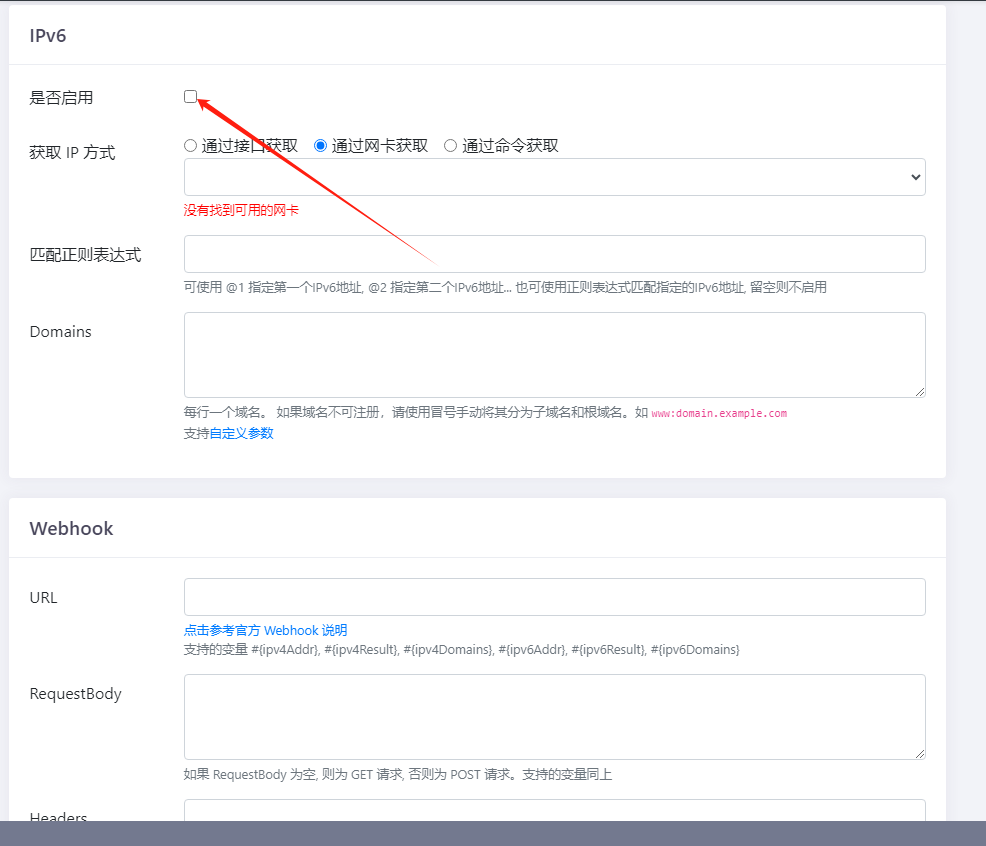 IPv6
是否启用
获取 IP 方式
通过接口获取 通过网卡获取 通过命令获取
没有找到可用的网卡
匹配正则表达式
可使用 @1 指定第一个IPv6地址, @2 指定第二个IPv6地址... 也可使用正则表达式匹配指定的IPv6地址, 留空则不启用
Domains
每行一个域名。 如果域名不可注册，请使用冒号手动将其分为子域名和根域名。如 www:domain.example.com
支持自定义参数
Webhook
URL
点击参考官方 Webhook 说明
支持的变量 #{ipv4Addr}, #{ipv4Result}, #{ipv4Domains}, #{ipv6Addr}, #{ipv6Result}, #{ipv6Domains}
RequestBody
如果 RequestBody 为空, 则为 GET 请求, 否则为 POST 请求。支持的变量同上
Headers